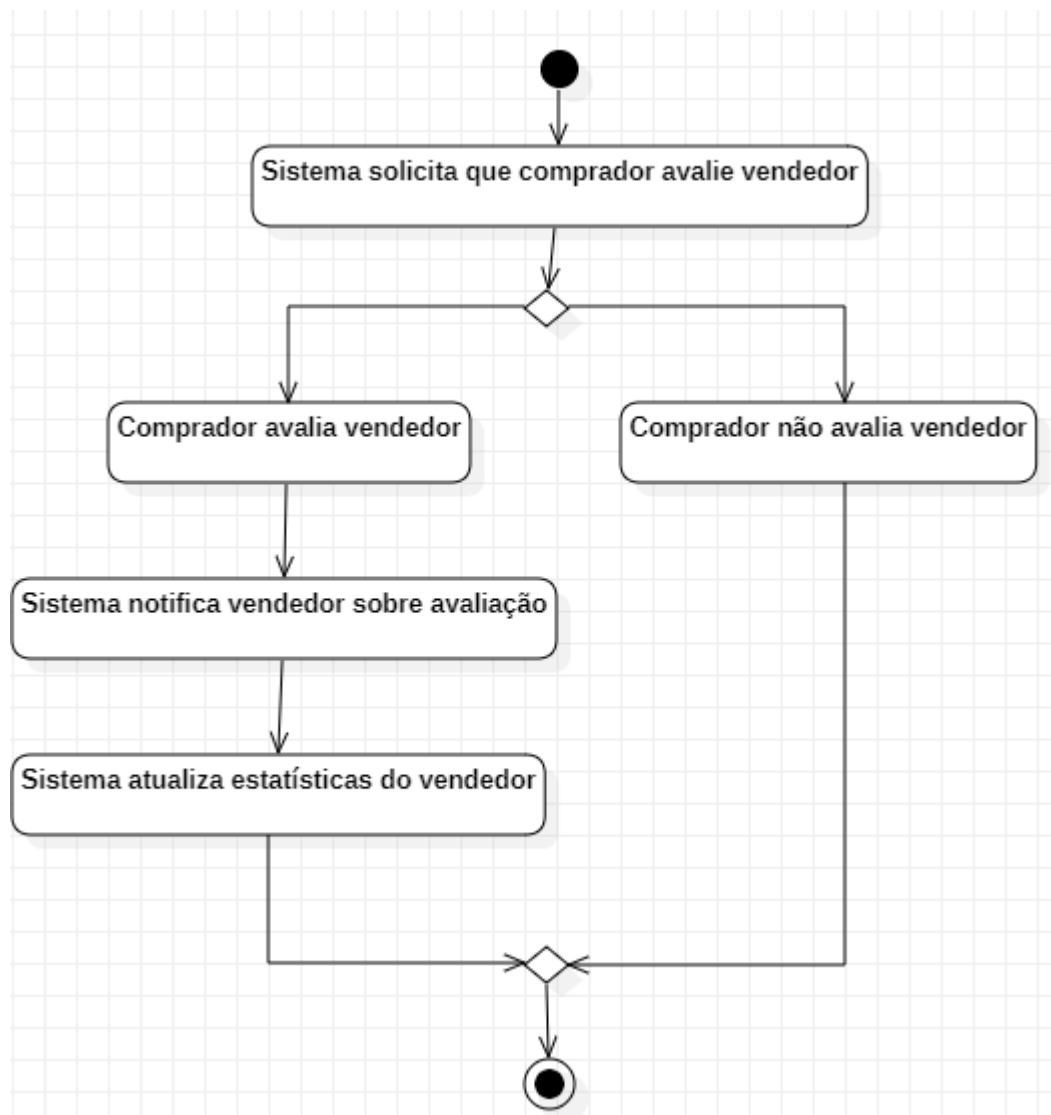 Sistema solicita que comprador avalie vendedor
Comprador avalia vendedor
Comprador não avalia vendedor
Sistema notifica vendedor sobre avaliação
Sistema atualiza estatísticas do vendedor